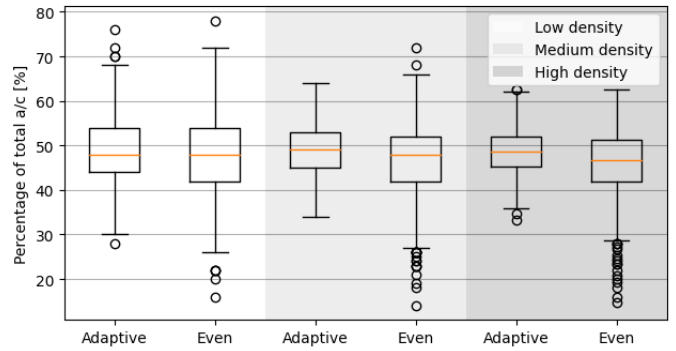 Percentage of total a/c [%]
80
70
60
50
40
30
20
Low density
Medium density
High density
Adaptive Even Adaptive Even Adaptive Even